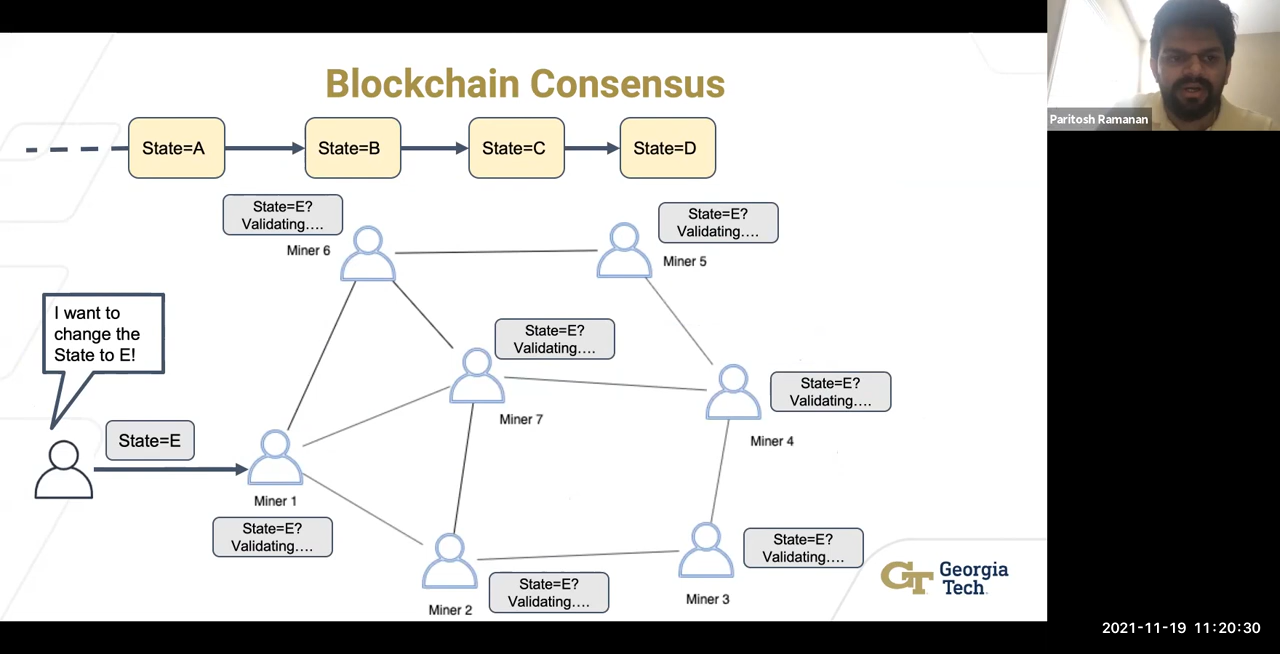 Blockchain Consensus
Paritosh Ramanan
State=A
State=B
State=C
State=D
State=E?
Validating....
Miner 6
State=E?
Validating....
Miner 5
I want to
change the
State to E!
State=E?
Validating....
Miner 7
State=E?
Validating....
Miner 4
State=E
Miner 1
State=E?
Validating....
State=E?
Validating....
Miner 3
State=E?
Validating....
Miner 2
GT Georgia
Tech
2021-11-19 11:20:30